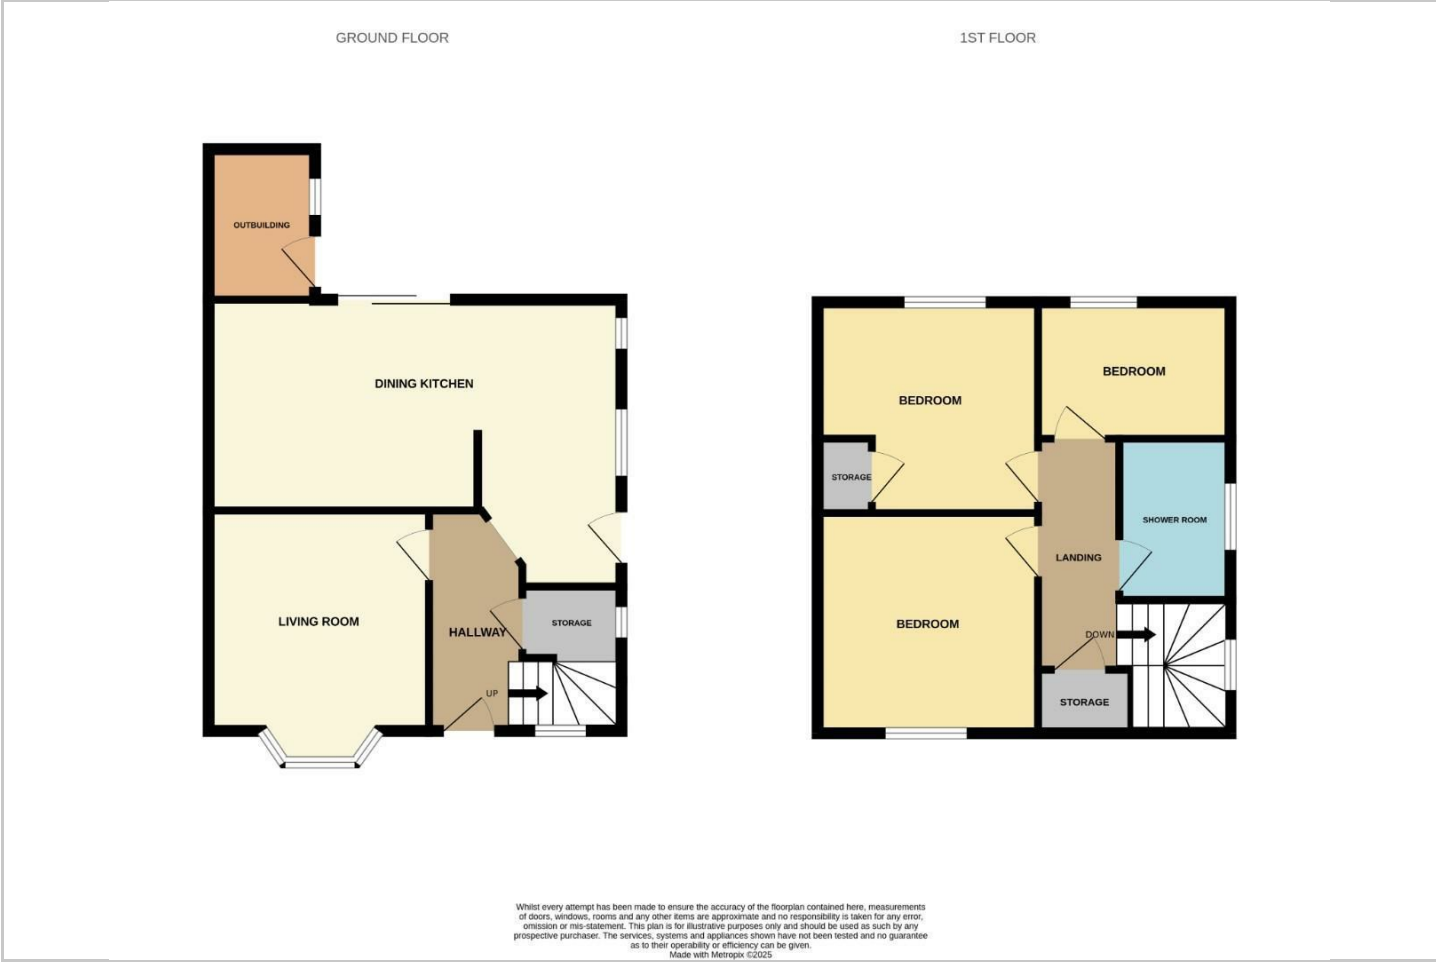 GROUND FLOOR
1ST FLOOR
OUTBUILDING
DINING KITCHEN
LIVING ROOM
HALLWAY
STORAGE
UP
BEDROOM
BEDROOM
STORAGE
SHOWER ROOM
LANDING
BEDROOM
DOWN
STORAGE
Whilst every attempt has been made to ensure the accuracy of the floorplan contained here, measurements
of doors, windows, rooms and any other items are approximate and no responsibility is taken for any error,
omission or mis-statement. This plan is for illustrative purposes only and should be used as such by any
prospective purchaser. The services, systems and appliances shown have not been tested and no guarantee
as to their operability or efficiency can be given.
Made with Metropix ©2025